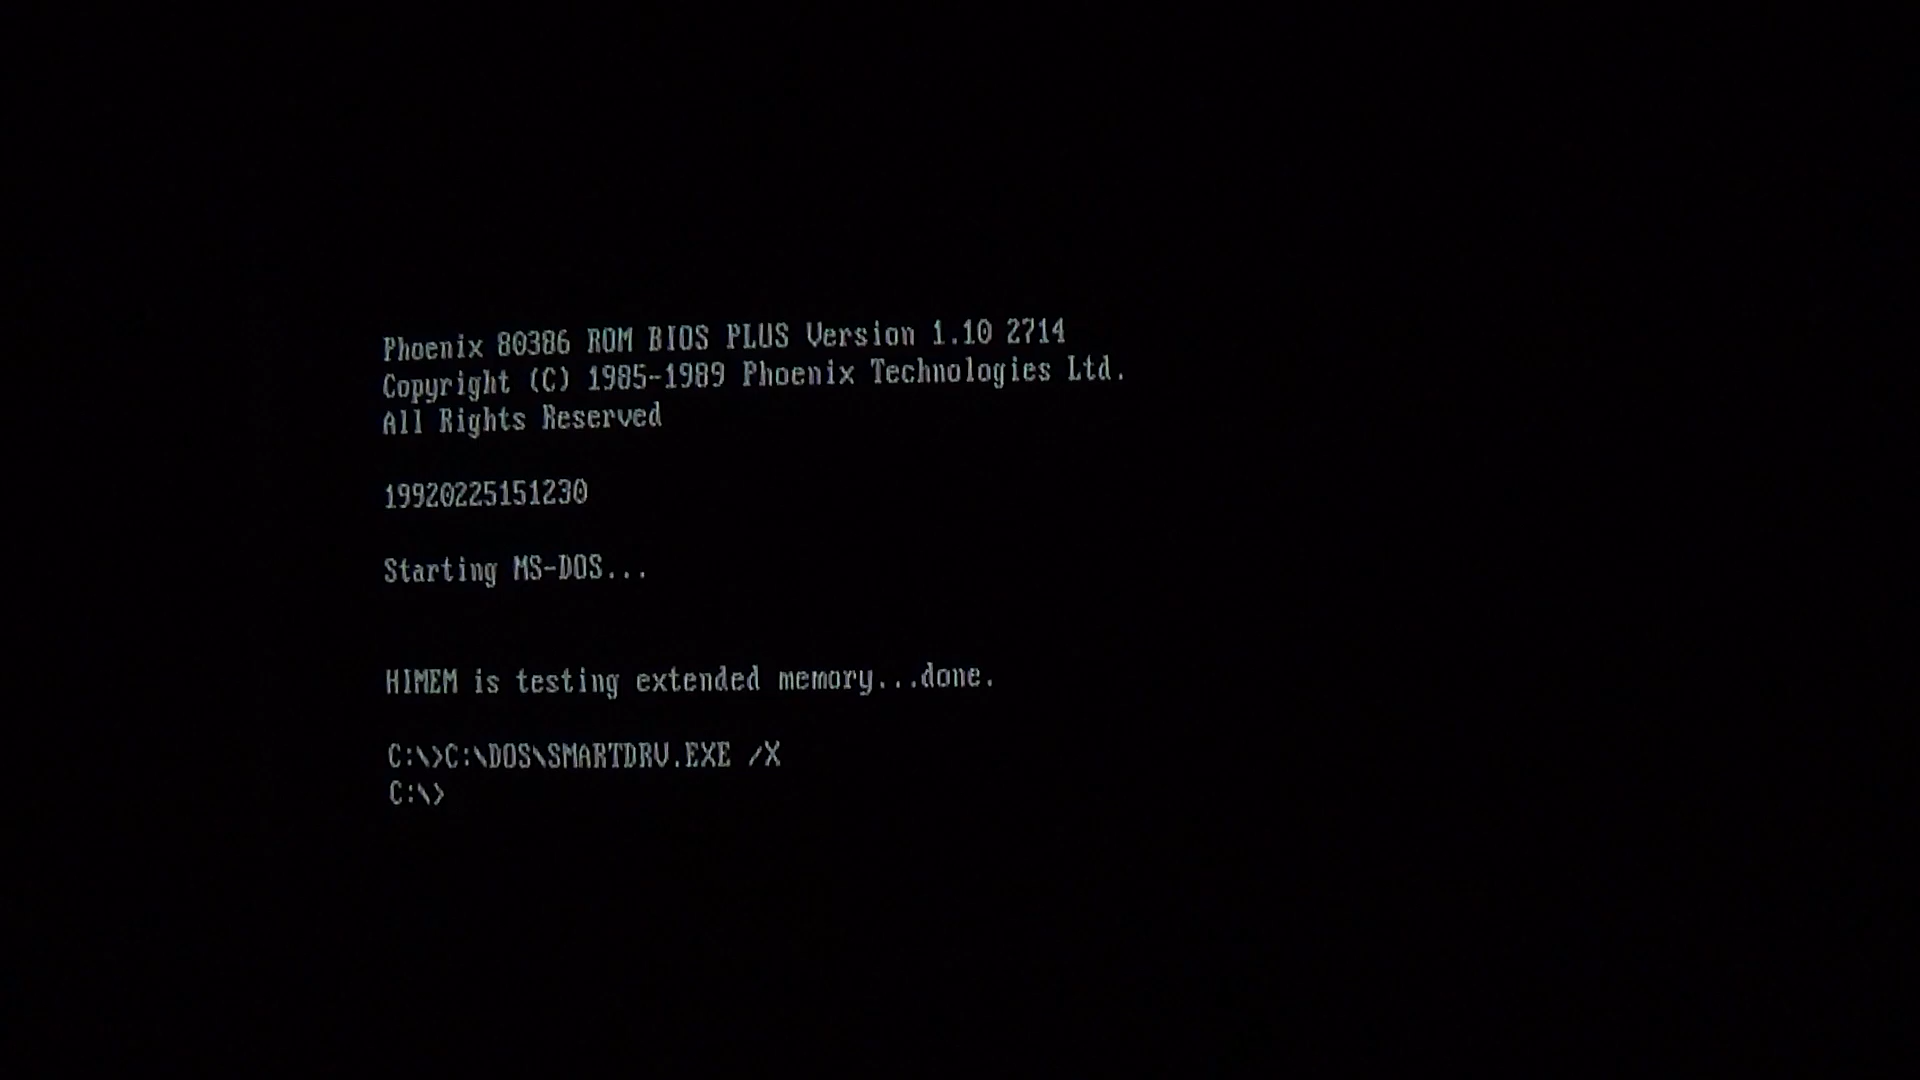 Phoenix 80386 ROM BIOS PLUS Version 1.10 2714
Copyright (C) 1985-1989 Phoenix Technologies Ltd.
All Rights Reserved
19920225151230
Starting MS-DOS...
HIMEM is testing extended memory...done.
C:\>C:\DOS\SMARTDRV.EXE /X
C:\>